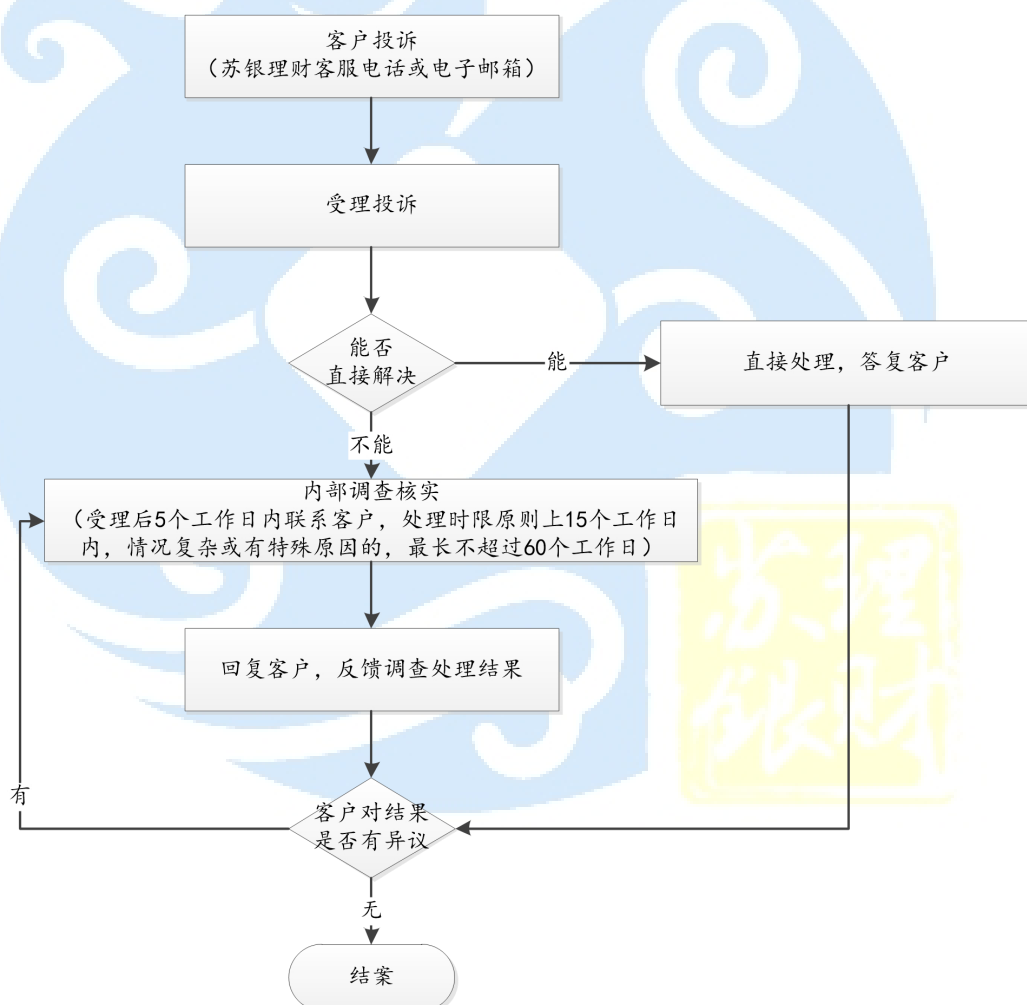 客户投诉
（苏银理财客服电话或电子邮箱）
受理投诉
能否
直接解决
能
直接处理，答复客户
不能
内部调查核实
（受理后5个工作日内联系客户，处理时限原则上15个工作日
内，情况复杂或有特殊原因的，最长不超过60个工作日）
回复客户，反馈调查处理结果
有
客户对结果
是否有异议
无
结案
苏理
银财